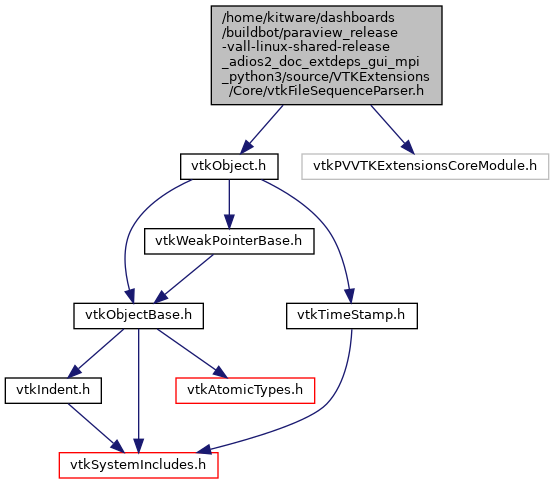 /home/kitware/dashboards
/buildbot/paraview_release
-vall-linux-shared-release
_adios2_doc_extdeps_gui_mpi
_python3/source/VTKExtensions
/Core/vtkFileSequenceParser.h
vtkObject.h
vtkPVVTKExtensionsCoreModule.h
vtkWeakPointerBase.h
vtkObjectBase.h
vtkTimeStamp.h
vtkIndent.h
vtkAtomicTypes.h
vtkSystemIncludes.h